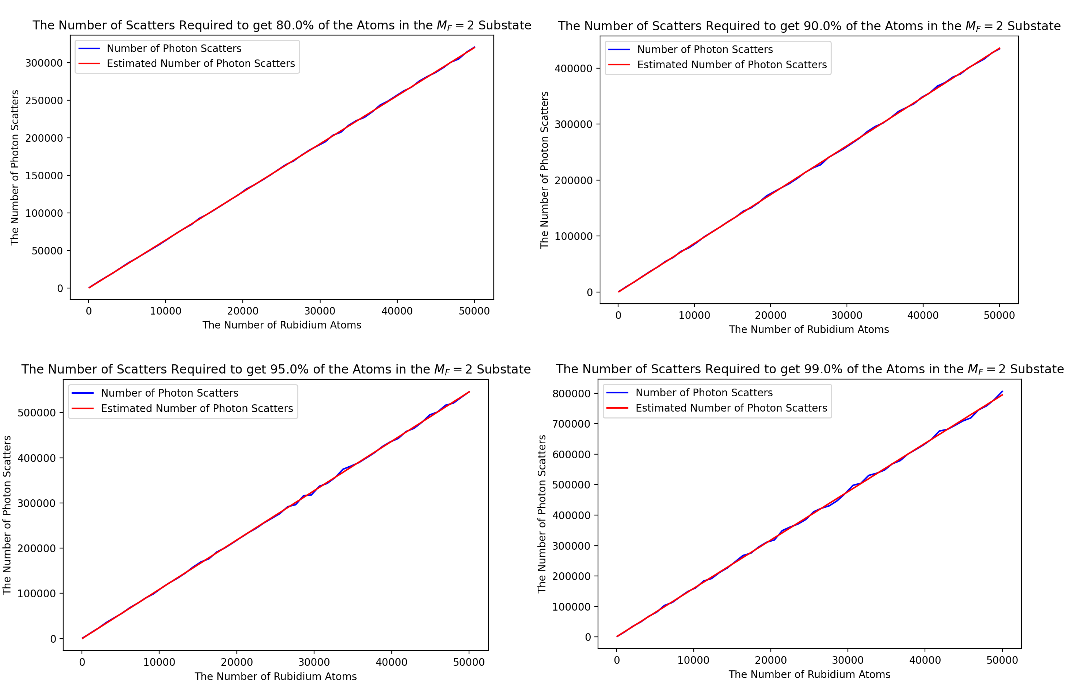 The Number of Scatters Required to get 80.0% of the Atoms in the M_F = 2 Substate
Number of Photon Scatters
Estimated Number of Photon Scatters
The Number of Photon Scatters
300000
250000
200000
150000
100000
50000
0
0 10000 20000 30000 40000 50000
The Number of Rubidium Atoms
The Number of Scatters Required to get 90.0% of the Atoms in the M_F = 2 Substate
Number of Photon Scatters
Estimated Number of Photon Scatters
The Number of Photon Scatters
400000
300000
200000
100000
0
0 10000 20000 30000 40000 50000
The Number of Rubidium Atoms
The Number of Scatters Required to get 95.0% of the Atoms in the M_F = 2 Substate
Number of Photon Scatters
Estimated Number of Photon Scatters
The Number of Photon Scatters
500000
400000
300000
200000
100000
0
0 10000 20000 30000 40000 50000
The Number of Rubidium Atoms
The Number of Scatters Required to get 99.0% of the Atoms in the M_F = 2 Substate
Number of Photon Scatters
Estimated Number of Photon Scatters
The Number of Photon Scatters
800000
700000
600000
500000
400000
300000
200000
100000
0
0 10000 20000 30000 40000 50000
The Number of Rubidium Atoms